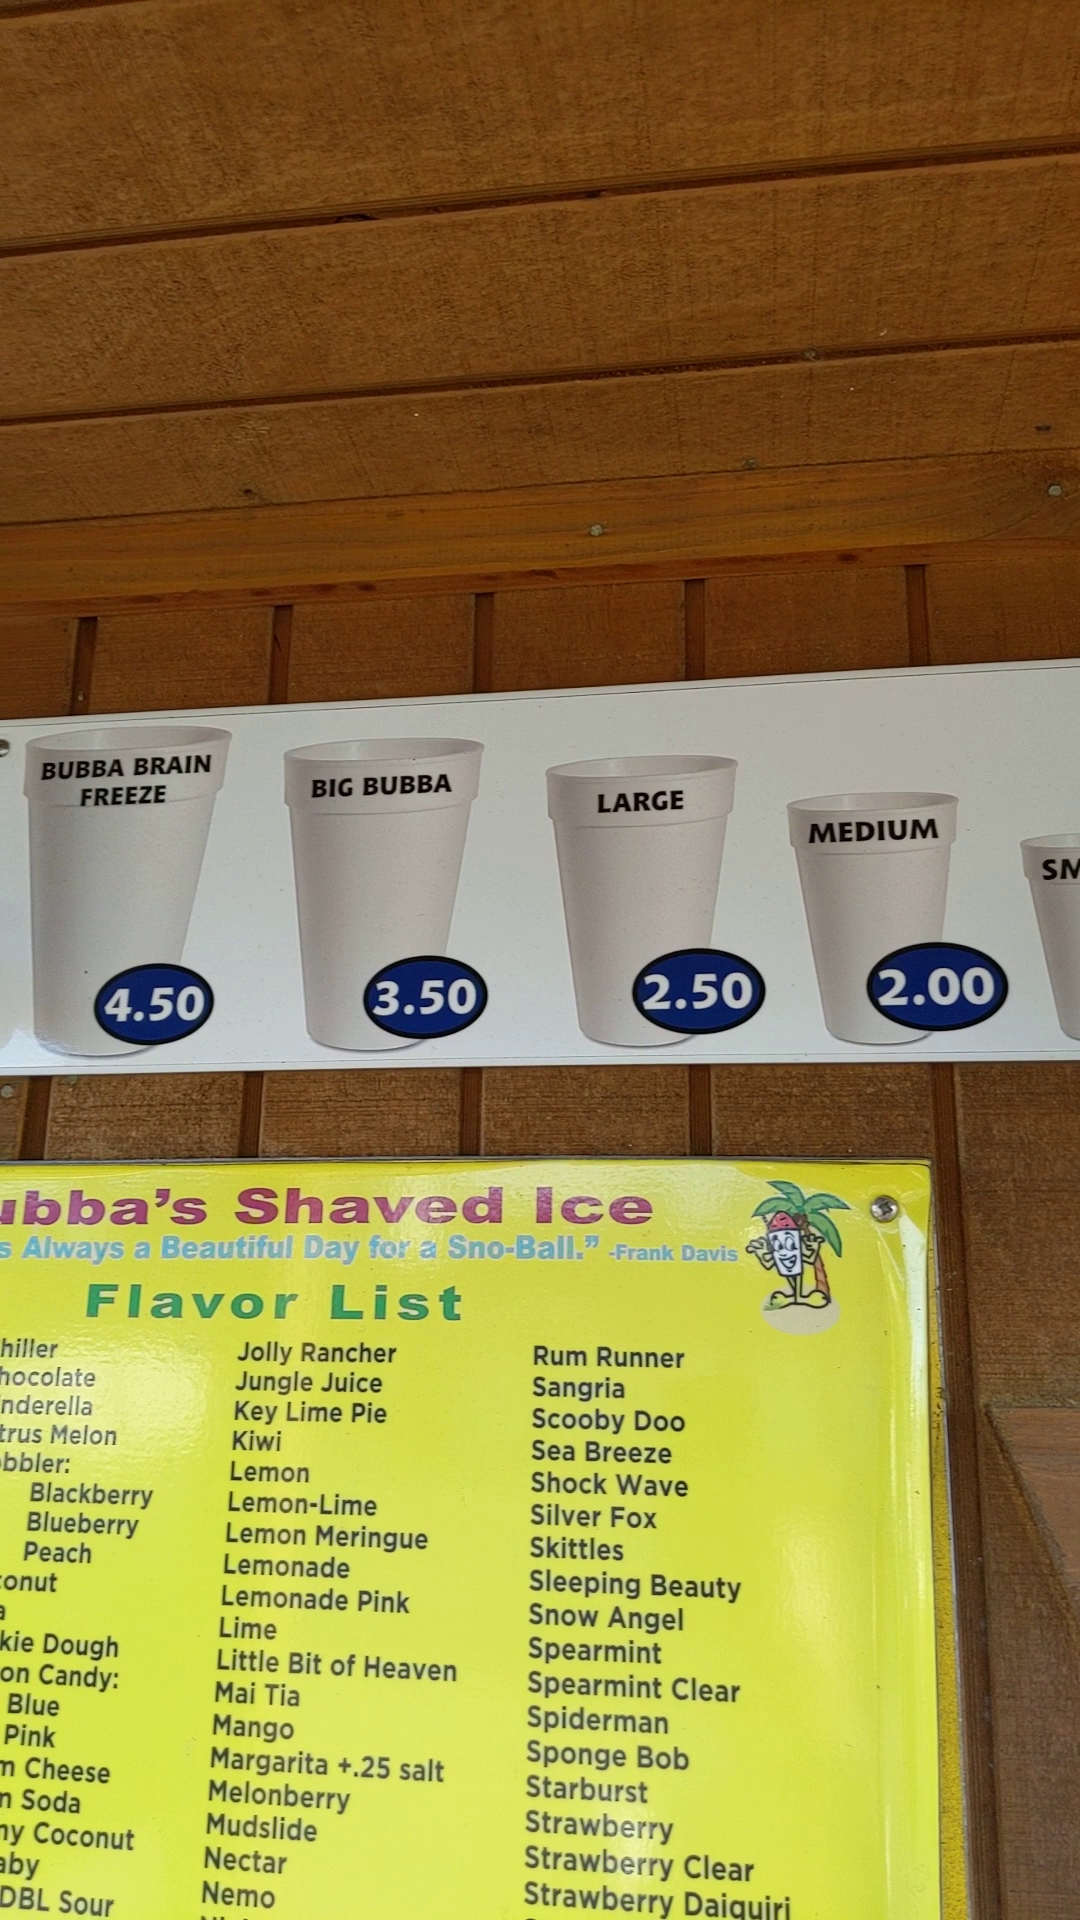 BUBBA BRAIN
FREEZE
BIG BUBBA
LARGE
MEDIUM
SM
4.50
3.50
2.50
2.00
ubba's Shaved Ice
s Always a Beautiful Day for a Sno-Ball." -Frank Davis
Flavor List
hiller
hocolate
nderella
trus Melon
bbler:
Blackberry
Blueberry
Peach
conut
a
kie Dough
on Candy:
Blue
Pink
m Cheese
m Soda
my Coconut
aby
DBL Sour
Jolly Rancher
Jungle Juice
Key Lime Pie
Kiwi
Lemon
Lemon-Lime
Lemon Meringue
Lemonade
Lemonade Pink
Lime
Little Bit of Heaven
Mai Tia
Mango
Margarita +.25 salt
Melonberry
Mudslide
Nectar
Nemo
Rum Runner
Sangria
Scooby Doo
Sea Breeze
Shock Wave
Silver Fox
Skittles
Sleeping Beauty
Snow Angel
Spearmint
Spearmint Clear
Spiderman
Sponge Bob
Starburst
Strawberry
Strawberry Clear
Strawberry Daiquiri